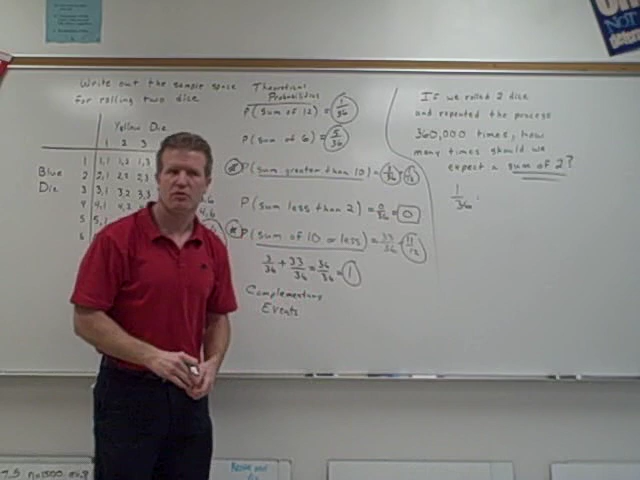 Write out the sample space
for rolling two dice
Yellow Die
1 2 3
1 1,1 1,2 1,3
Blue 2 2,1 2,2 2,3
Die 3 3,1 3,2 3,3
4 4,1 4,2 4,6
5 5,1
6
Theoretical
Probabilities
P(sum of 12) = 1/36
P(sum of 6) = 5/36
P(sum greater than 10) = 3/36 = 1/12
P(sum less than 2) = 0/36 = 0
P(sum of 10 or less) = 33/36 = 11/12
3/36 + 33/36 = 36/36 = 1
Complementary
Events
If we rolled 2 dice
and repeated the process
360,000 times, how
many times should we
expect a sum of 2?
1/36 ·
NOT